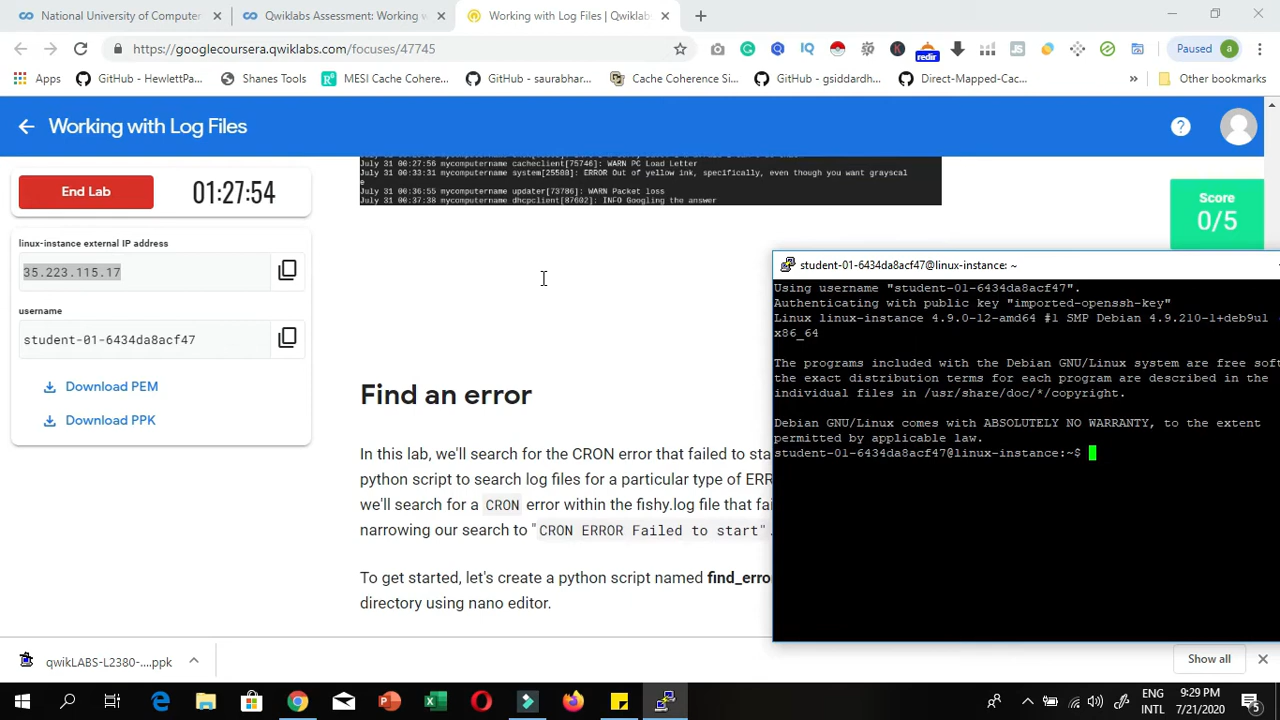 National University of Computer
Qwiklabs Assessment: Working w
Working with Log Files | Qwiklabs
https://googlecoursera.qwiklabs.com/focuses/47745
redir
Paused
a
Apps
GitHub - HewlettPa...
Shanes Tools
MESI Cache Cohere...
GitHub - saurabhar...
Cache Coherence Si...
GitHub - gsiddardh...
Direct-Mapped-Cac...
Other bookmarks
Working with Log Files
End Lab
01:27:54
linux-instance external IP address
35.223.115.17
username
student-01-6434da8acf47
Download PEM
Download PPK
July 31 00:27:56 mycomputername cacheclient[75746]: WARN PC Load Letter
July 31 00:33:31 mycomputername system[25588]: ERROR Out of yellow ink, specifically, even though you want grayscal
e
July 31 00:36:55 mycomputername updater[73786]: WARN Packet loss
July 31 00:37:38 mycomputername dhcpclient[87602]: INFO Googling the answer
Score
0/5
Find an error
In this lab, we'll search for the CRON error that failed to sta
python script to search log files for a particular type of ERR
we'll search for a CRON error within the fishy.log file that fai
narrowing our search to "CRON ERROR Failed to start".
To get started, let's create a python script named find_erro
directory using nano editor.
student-01-6434da8acf47@linux-instance: ~
Using username "student-01-6434da8acf47".
Authenticating with public key "imported-openssh-key"
Linux linux-instance 4.9.0-12-amd64 #1 SMP Debian 4.9.210-1+deb9u1
x86_64
The programs included with the Debian GNU/Linux system are free soft
the exact distribution terms for each program are described in the
individual files in /usr/share/doc/*/copyright.
Debian GNU/Linux comes with ABSOLUTELY NO WARRANTY, to the extent
permitted by applicable law.
student-01-6434da8acf47@linux-instance:~$
qwikLABS-L2380-....ppk
Show all
ENG
INTL
9:29 PM
7/21/2020
5